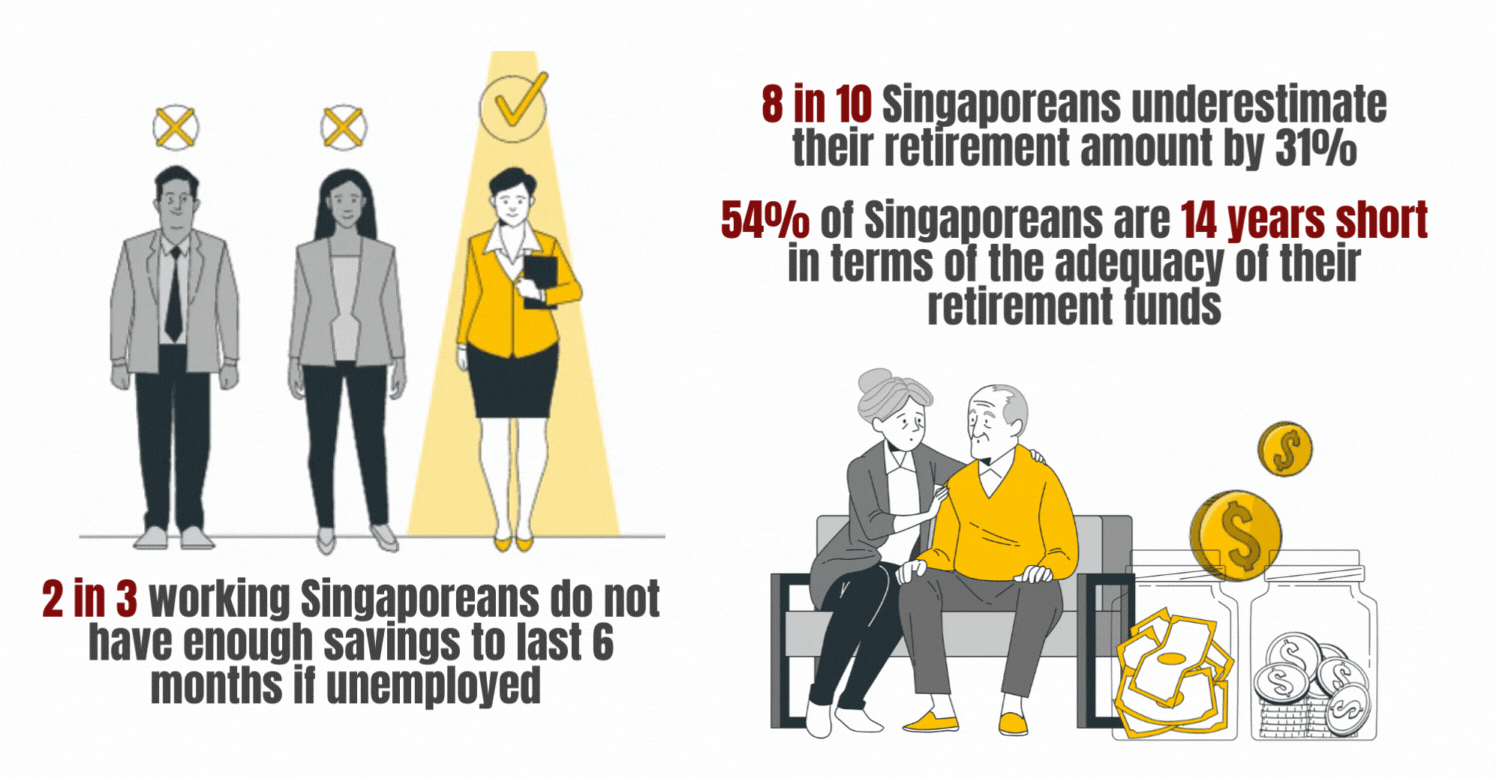 2 in 3 working Singaporeans do not
have enough savings to last 6
months if unemployed
8 in 10 Singaporeans underestimate
their retirement amount by 31%
54% of Singaporeans are 14 years short
in terms of the adequacy of their
retirement funds
$
$
$
$
$
$